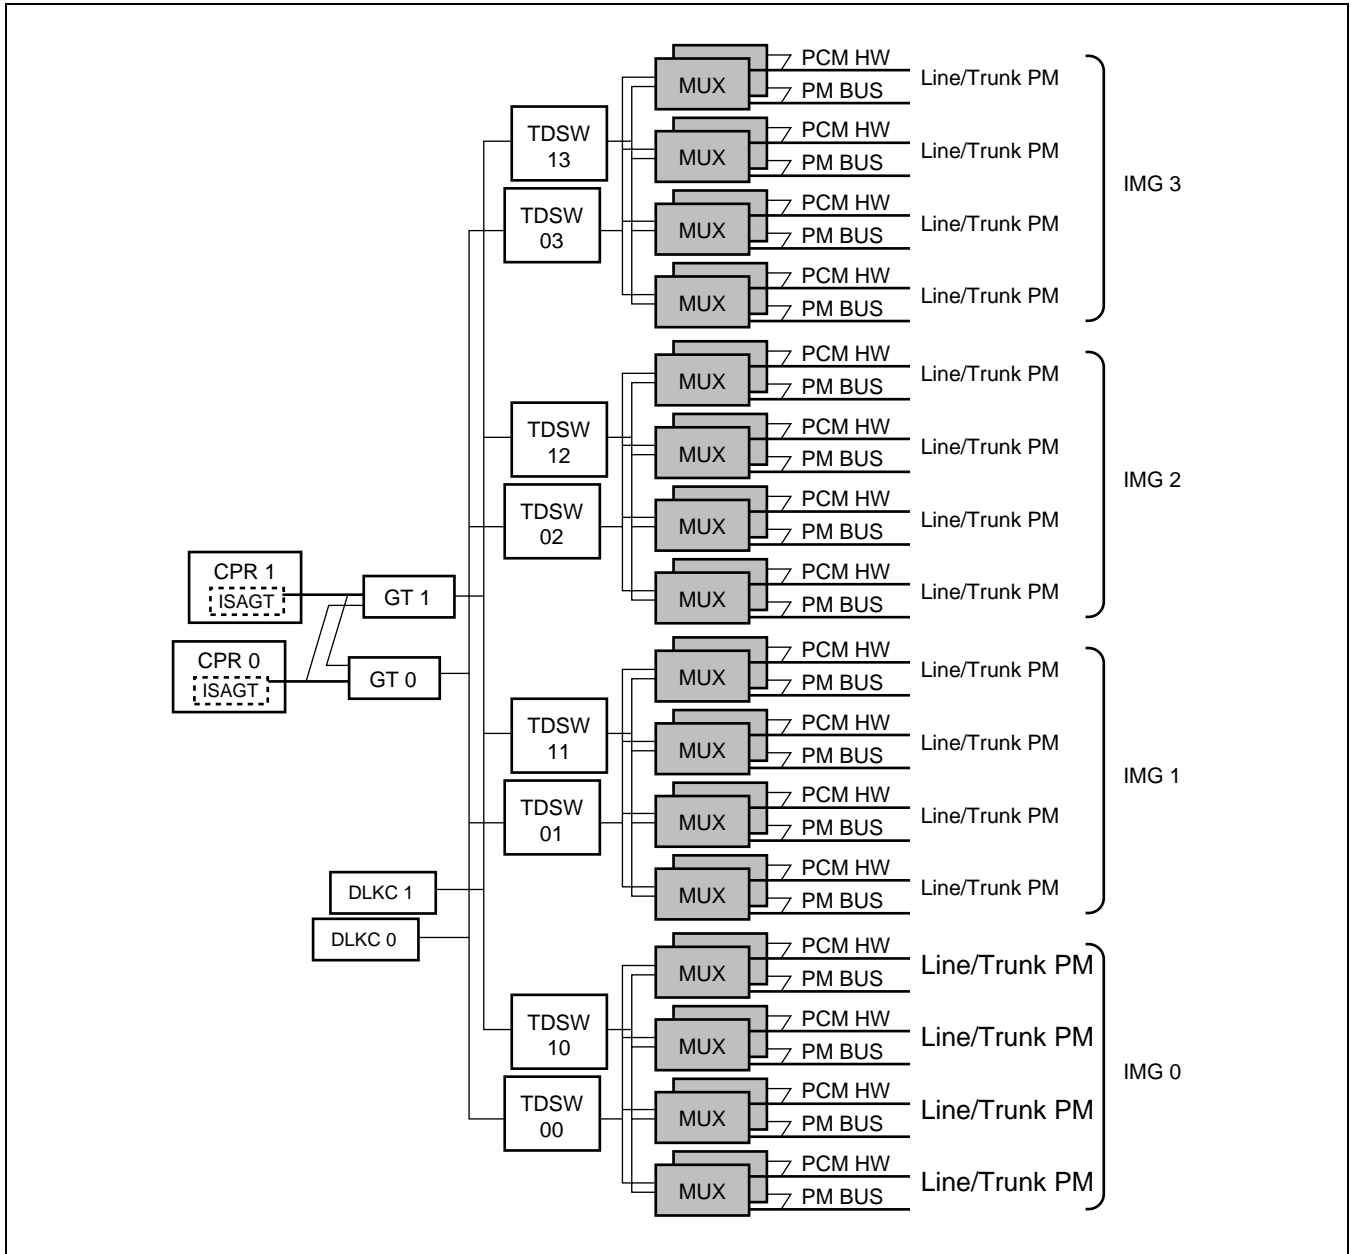 PCM HW
MUX
Line/Trunk PM
PM BUS
TDSW
13
PCM HW
MUX
Line/Trunk PM
PM BUS
IMG 3
TDSW
03
PCM HW
MUX
Line/Trunk PM
PM BUS
PCM HW
MUX
Line/Trunk PM
PM BUS
PCM HW
MUX
Line/Trunk PM
PM BUS
TDSW
12
PCM HW
MUX
Line/Trunk PM
PM BUS
IMG 2
TDSW
02
PCM HW
MUX
Line/Trunk PM
PM BUS
PCM HW
MUX
Line/Trunk PM
PM BUS
CPR 1
ISAGT
GT 1
CPR 0
ISAGT
GT 0
PCM HW
MUX
Line/Trunk PM
PM BUS
TDSW
11
PCM HW
MUX
Line/Trunk PM
PM BUS
IMG 1
TDSW
01
PCM HW
MUX
Line/Trunk PM
PM BUS
PCM HW
MUX
Line/Trunk PM
PM BUS
DLKC 1
DLKC 0
PCM HW
MUX
Line/Trunk PM
PM BUS
TDSW
10
PCM HW
MUX
Line/Trunk PM
PM BUS
IMG 0
TDSW
00
PCM HW
MUX
Line/Trunk PM
PM BUS
PCM HW
MUX
Line/Trunk PM
PM BUS